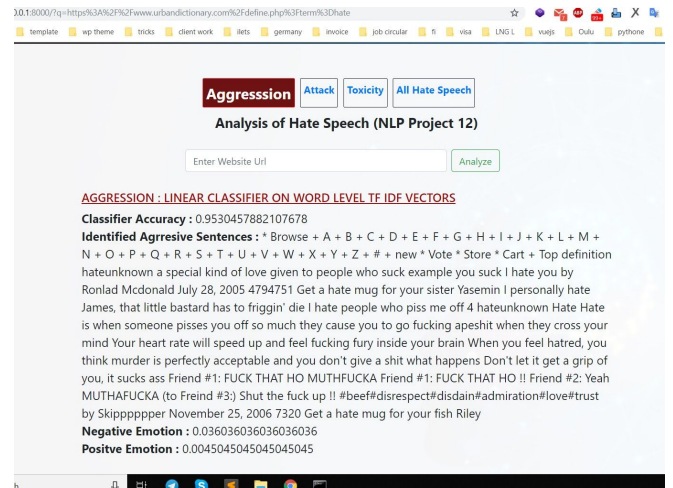 0.0.1:8000/?q=https%3A%2F%2Fwww.urbandictionary.com%2Fdefine.php%3Fterm%3Dhate
template wp theme tricks client work ilets germany invoice job circular fi visa LNG L vuejs Oulu pythone
Aggresssion Attack Toxicity All Hate Speech
Analysis of Hate Speech (NLP Project 12)
Enter Website Url Analyze
AGGRESSION : LINEAR CLASSIFIER ON WORD LEVEL TF IDF VECTORS
Classifier Accuracy : 0.9530457882107678
Identified Agrresive Sentences : * Browse + A + B + C + D + E + F + G + H + I + J + K + L + M +
N + O + P + Q + R + S + T + U + V + W + X + Y + Z + # + new * Vote * Store * Cart + Top definition
hateunknown a special kind of love given to people who suck example you suck I hate you by
Ronlad Mcdonald July 28, 2005 4794751 Get a hate mug for your sister Yasemin I personally hate
James, that little bastard has to friggin' die I hate people who piss me off 4 hateunknown Hate Hate
is when someone pisses you off so much they cause you to go fucking apeshit when they cross your
mind Your heart rate will speed up and feel fucking fury inside your brain When you feel hatred, you
think murder is perfectly acceptable and you don't give a shit what happens Don't let it get a grip of
you, it sucks ass Friend #1: FUCK THAT HO MUTHFUCKA Friend #1: FUCK THAT HO !! Friend #2: Yeah
MUTHAFUCKA (to Freind #3:) Shut the fuck up !! #beef#disrespect#disdain#admiration#love#trust
by Skipppppper November 25, 2006 7320 Get a hate mug for your fish Riley
Negative Emotion : 0.036036036036036036
Positve Emotion : 0.0045045045045045045